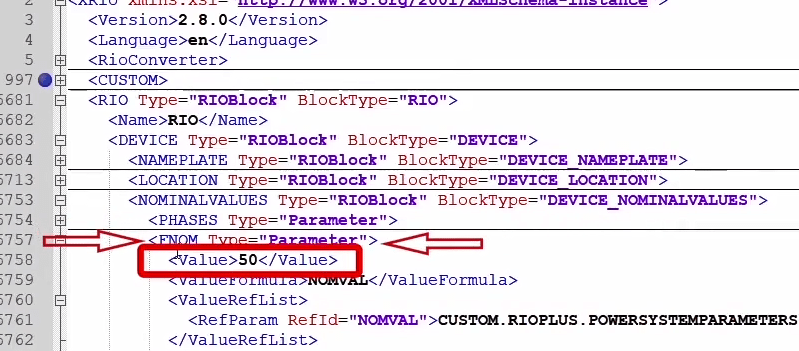 2 <XRIO xmlns:xsi="http://www.w3.org/2001/XMLSchema-instance">
3 <Version>2.8.0</Version>
4 <Language>en</Language>
5 <RioConverter>
997 <CUSTOM>
5681 <RIO Type="RIOBlock" BlockType="RIO">
5682 <Name>RIO</Name>
5683 <DEVICE Type="RIOBlock" BlockType="DEVICE">
5684 <NAMEPLATE Type="RIOBlock" BlockType="DEVICE_NAMEPLATE">
5713 <LOCATION Type="RIOBlock" BlockType="DEVICE_LOCATION">
5753 <NOMINALVALUES Type="RIOBlock" BlockType="DEVICE_NOMINALVALUES">
5754 <PHASES Type="Parameter">
5757 <FNOM Type="Parameter">
5758 <Value>50</Value>
5759 <ValueFormula>NOMVAL</ValueFormula>
5760 <ValueRefList>
5761 <RefParam RefId="NOMVAL">CUSTOM.RIOPLUS.POWERSYSTEMPARAMETERS
5762 </ValueRefList>